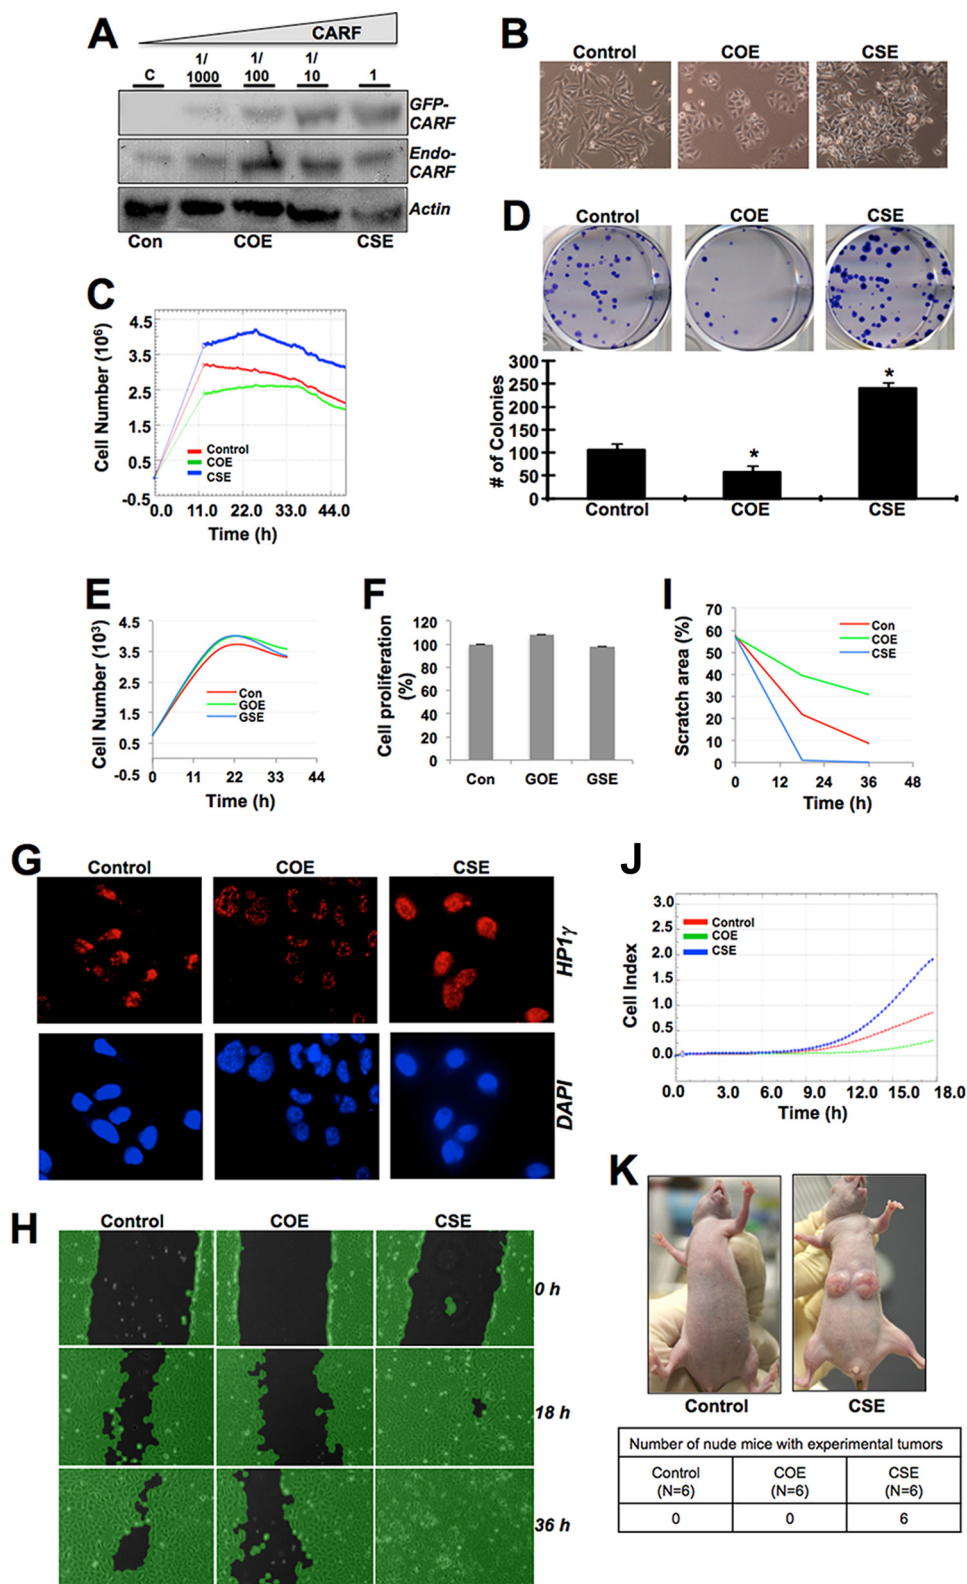 A
CARF
C
1/
1000
1/
100
1/
10
1
GFP-
CARF
Endo-
CARF
Actin
Con
COE
CSE
B
Control
COE
CSE
C
Cell Number (10⁶)
4.5
3.5
2.5
1.5
0.5
-0.5
Control
COE
CSE
0.0
11.0
22.0
33.0
44.0
Time (h)
D
Control
COE
CSE
# of Colonies
300
250
200
150
100
50
0
*
*
Control
COE
CSE
E
Cell Number (10³)
4.5
3.5
2.5
1.5
0.5
-0.5
Con
GOE
GSE
0
11
22
33
44
Time (h)
F
Cell proliferation
(%)
120
100
80
60
40
20
0
Con
GOE
GSE
I
Scratch area (%)
70
60
50
40
30
20
10
0
Con
COE
CSE
0
12
24
36
48
Time (h)
G
Control
COE
CSE
HP1γ
DAPI
J
Cell Index
3.0
2.5
2.0
1.5
1.0
0.5
0.0
Control
COE
CSE
0.0
3.0
6.0
9.0
12.0
15.0
18.0
Time (h)
H
Control
COE
CSE
0 h
18 h
36 h
K
Control
CSE
Number of nude mice with experimental tumors
Control
(N=6)
COE
(N=6)
CSE
(N=6)
0
0
6